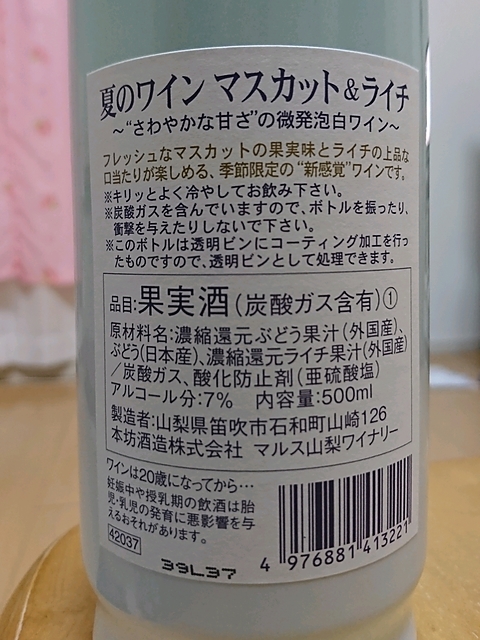 夏のワイン マスカット&ライチ
～“さわやかな甘ざ”の微発泡白ワイン～
フレッシュなマスカットの果実味とライチの上品な
口当たりが楽しめる、季節限定の“新感覚”ワインです。
※キリッとよく冷やしてお飲み下さい。
※炭酸ガスを含んでいますので、ボトルを振ったり、
衝撃を与えたりしないで下さい。
※このボトルは透明ビンにコーティング加工を行っ
たものですので、透明ビンとして処理できます。
品目:果実酒(炭酸ガス含有)①
原材料名:濃縮還元ぶどう果汁(外国産)、
ぶどう(日本産)、濃縮還元ライチ果汁(外国産)
/炭酸ガス、酸化防止剤(亜硫酸塩)
アルコール分:7% 内容量:500ml
製造者:山梨県笛吹市石和町山崎126
本坊酒造株式会社 マルス山梨ワイナリー
ワインは20歳になってから…
妊娠中や授乳期の飲酒は胎
児・乳児の発育に悪影響を与
えるおそれがあります。
42037
39L37
4 976881 413221